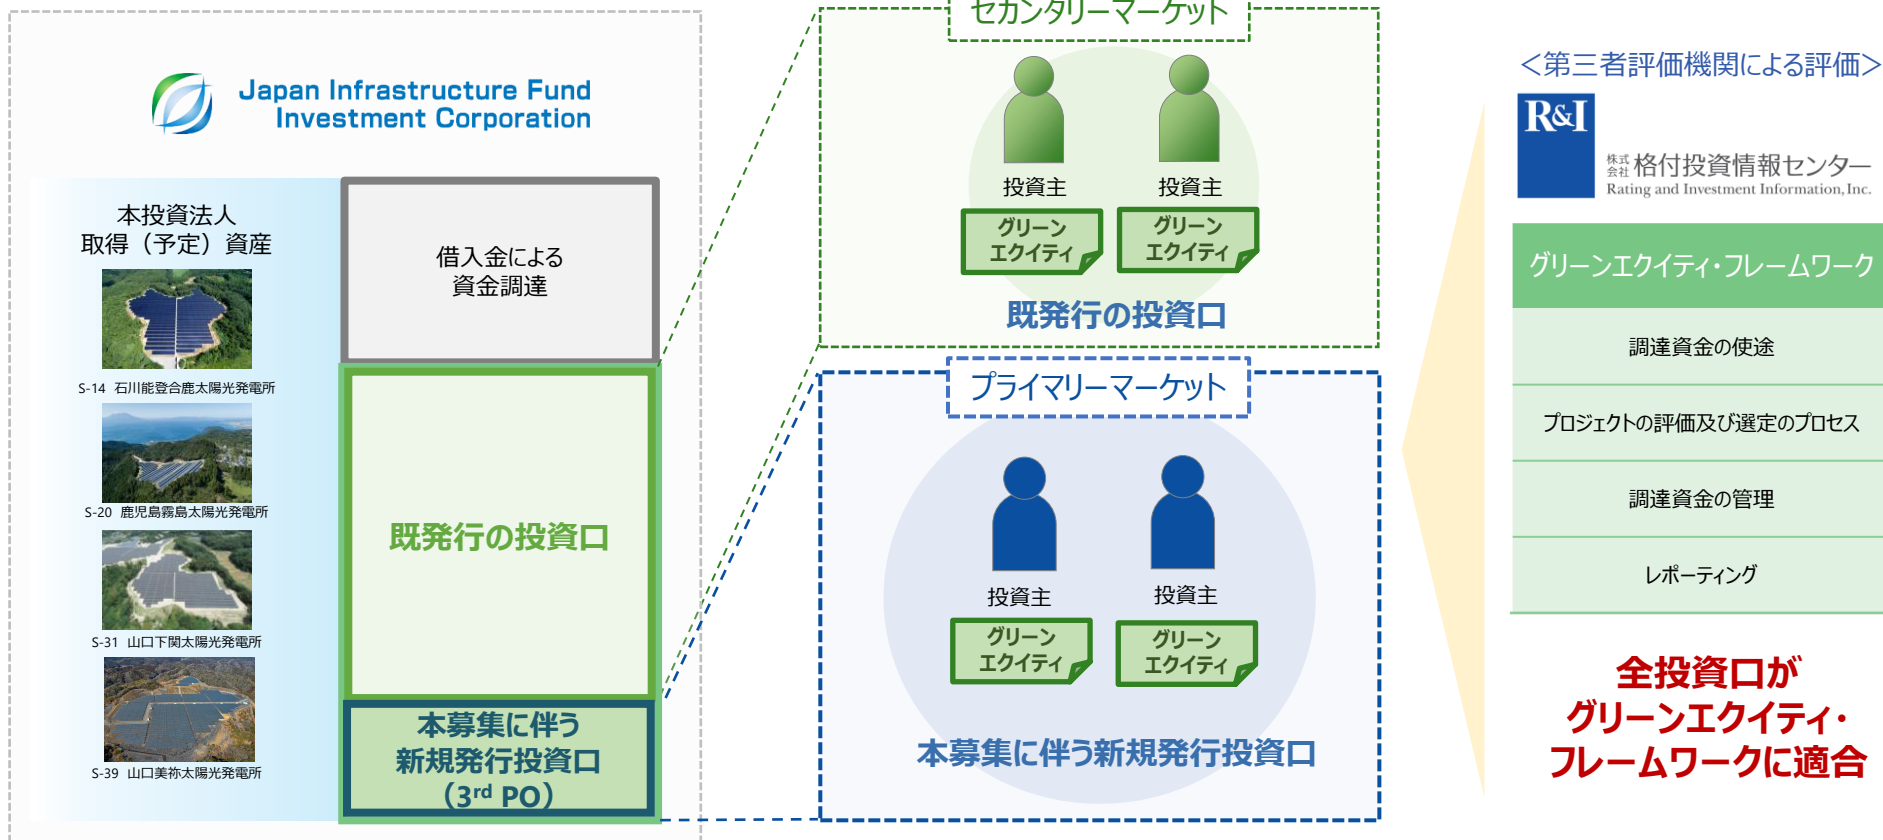 Japan Infrastructure Fund
Investment Corporation
本投資法人
取得（予定）資産
S-14 石川能登合鹿太陽光発電所
S-20 鹿児島霧島太陽光発電所
S-31 山口下関太陽光発電所
S-39 山口美祢太陽光発電所
借入金による
資金調達
既発行の投資口
本募集に伴う
新規発行投資口
（3rd PO）
セカンダリーマーケット
投資主
投資主
グリーン
エクイティ
グリーン
エクイティ
既発行の投資口
プライマリーマーケット
投資主
投資主
グリーン
エクイティ
グリーン
エクイティ
本募集に伴う新規発行投資口
＜第三者評価機関による評価＞
R&I
株式会社 格付投資情報センター
Rating and Investment Information, Inc.
グリーンエクイティ・フレームワーク
調達資金の使途
プロジェクトの評価及び選定のプロセス
調達資金の管理
レポーティング
全投資口が
グリーンエクイティ・
フレームワークに適合